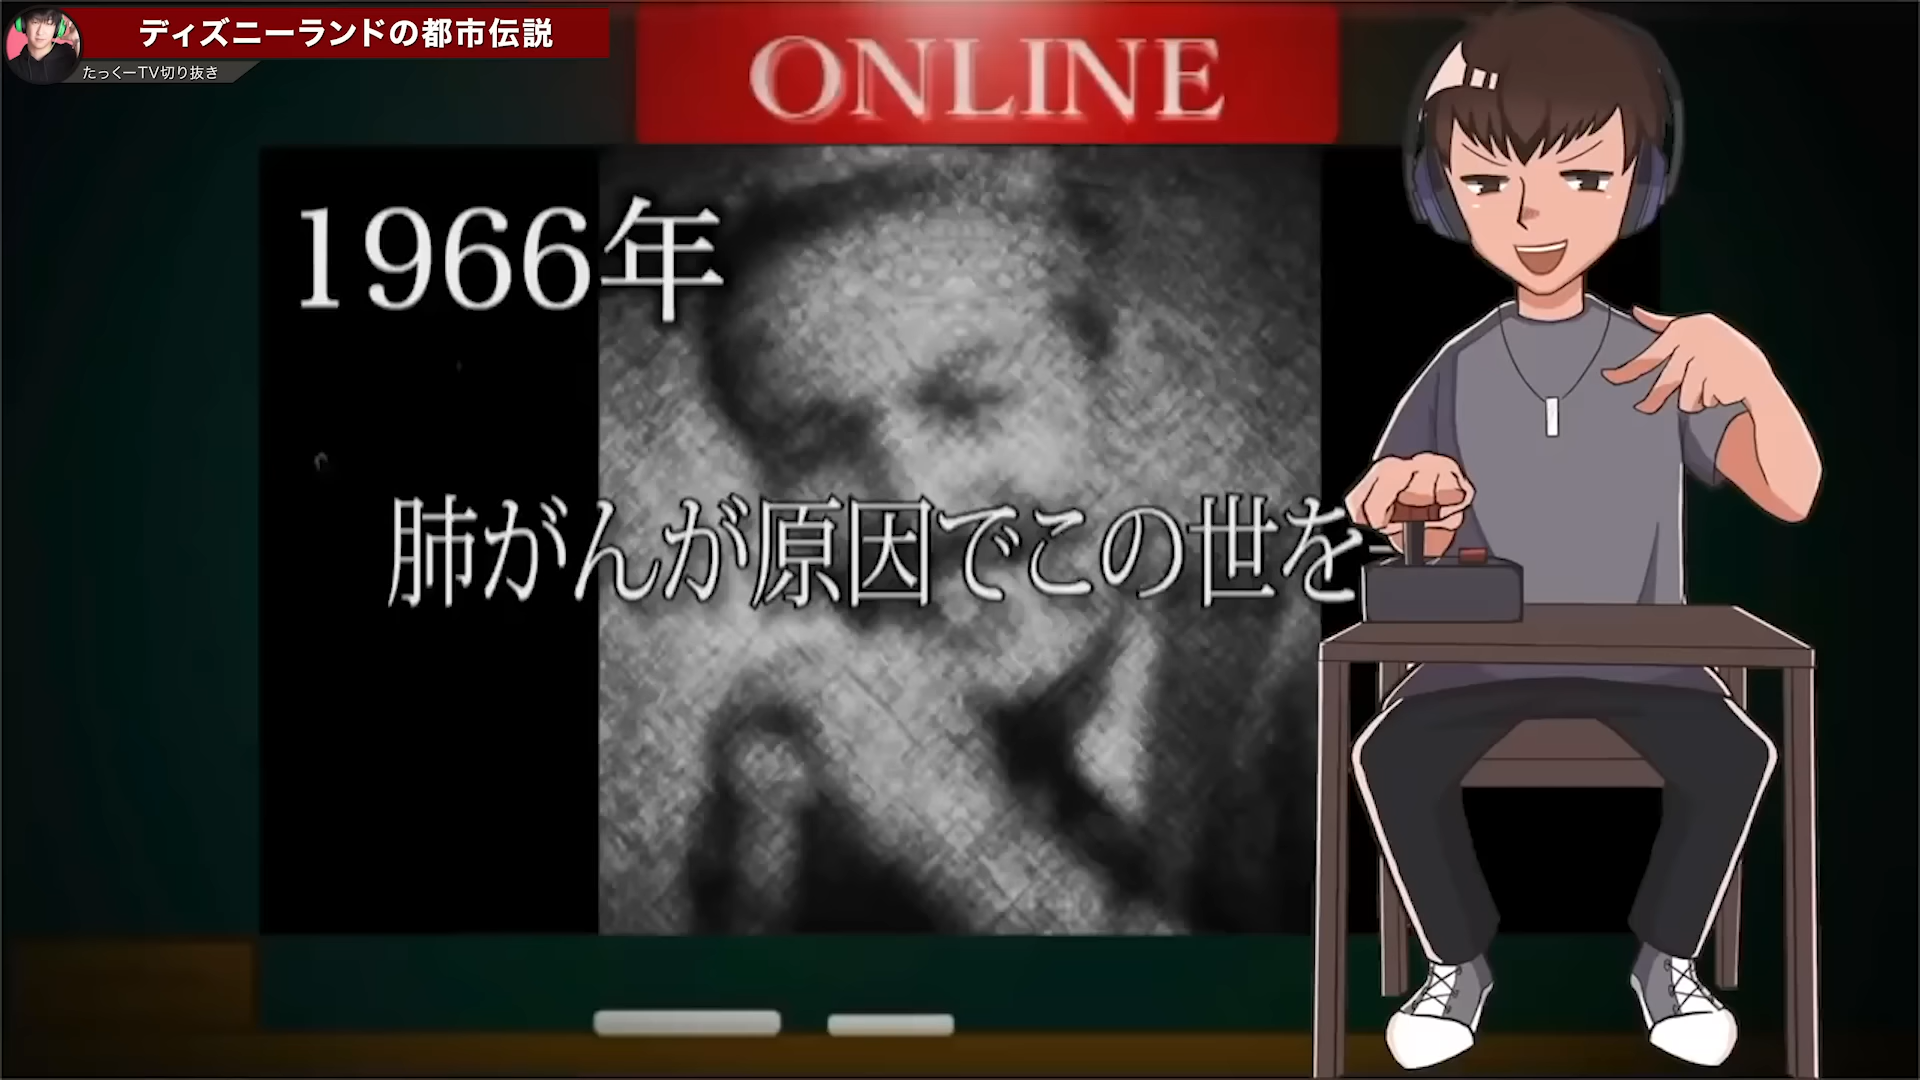 ディズニーランドの都市伝説
たっくーTV切り抜き
ONLINE
1966年
肺がんが原因でこの世を